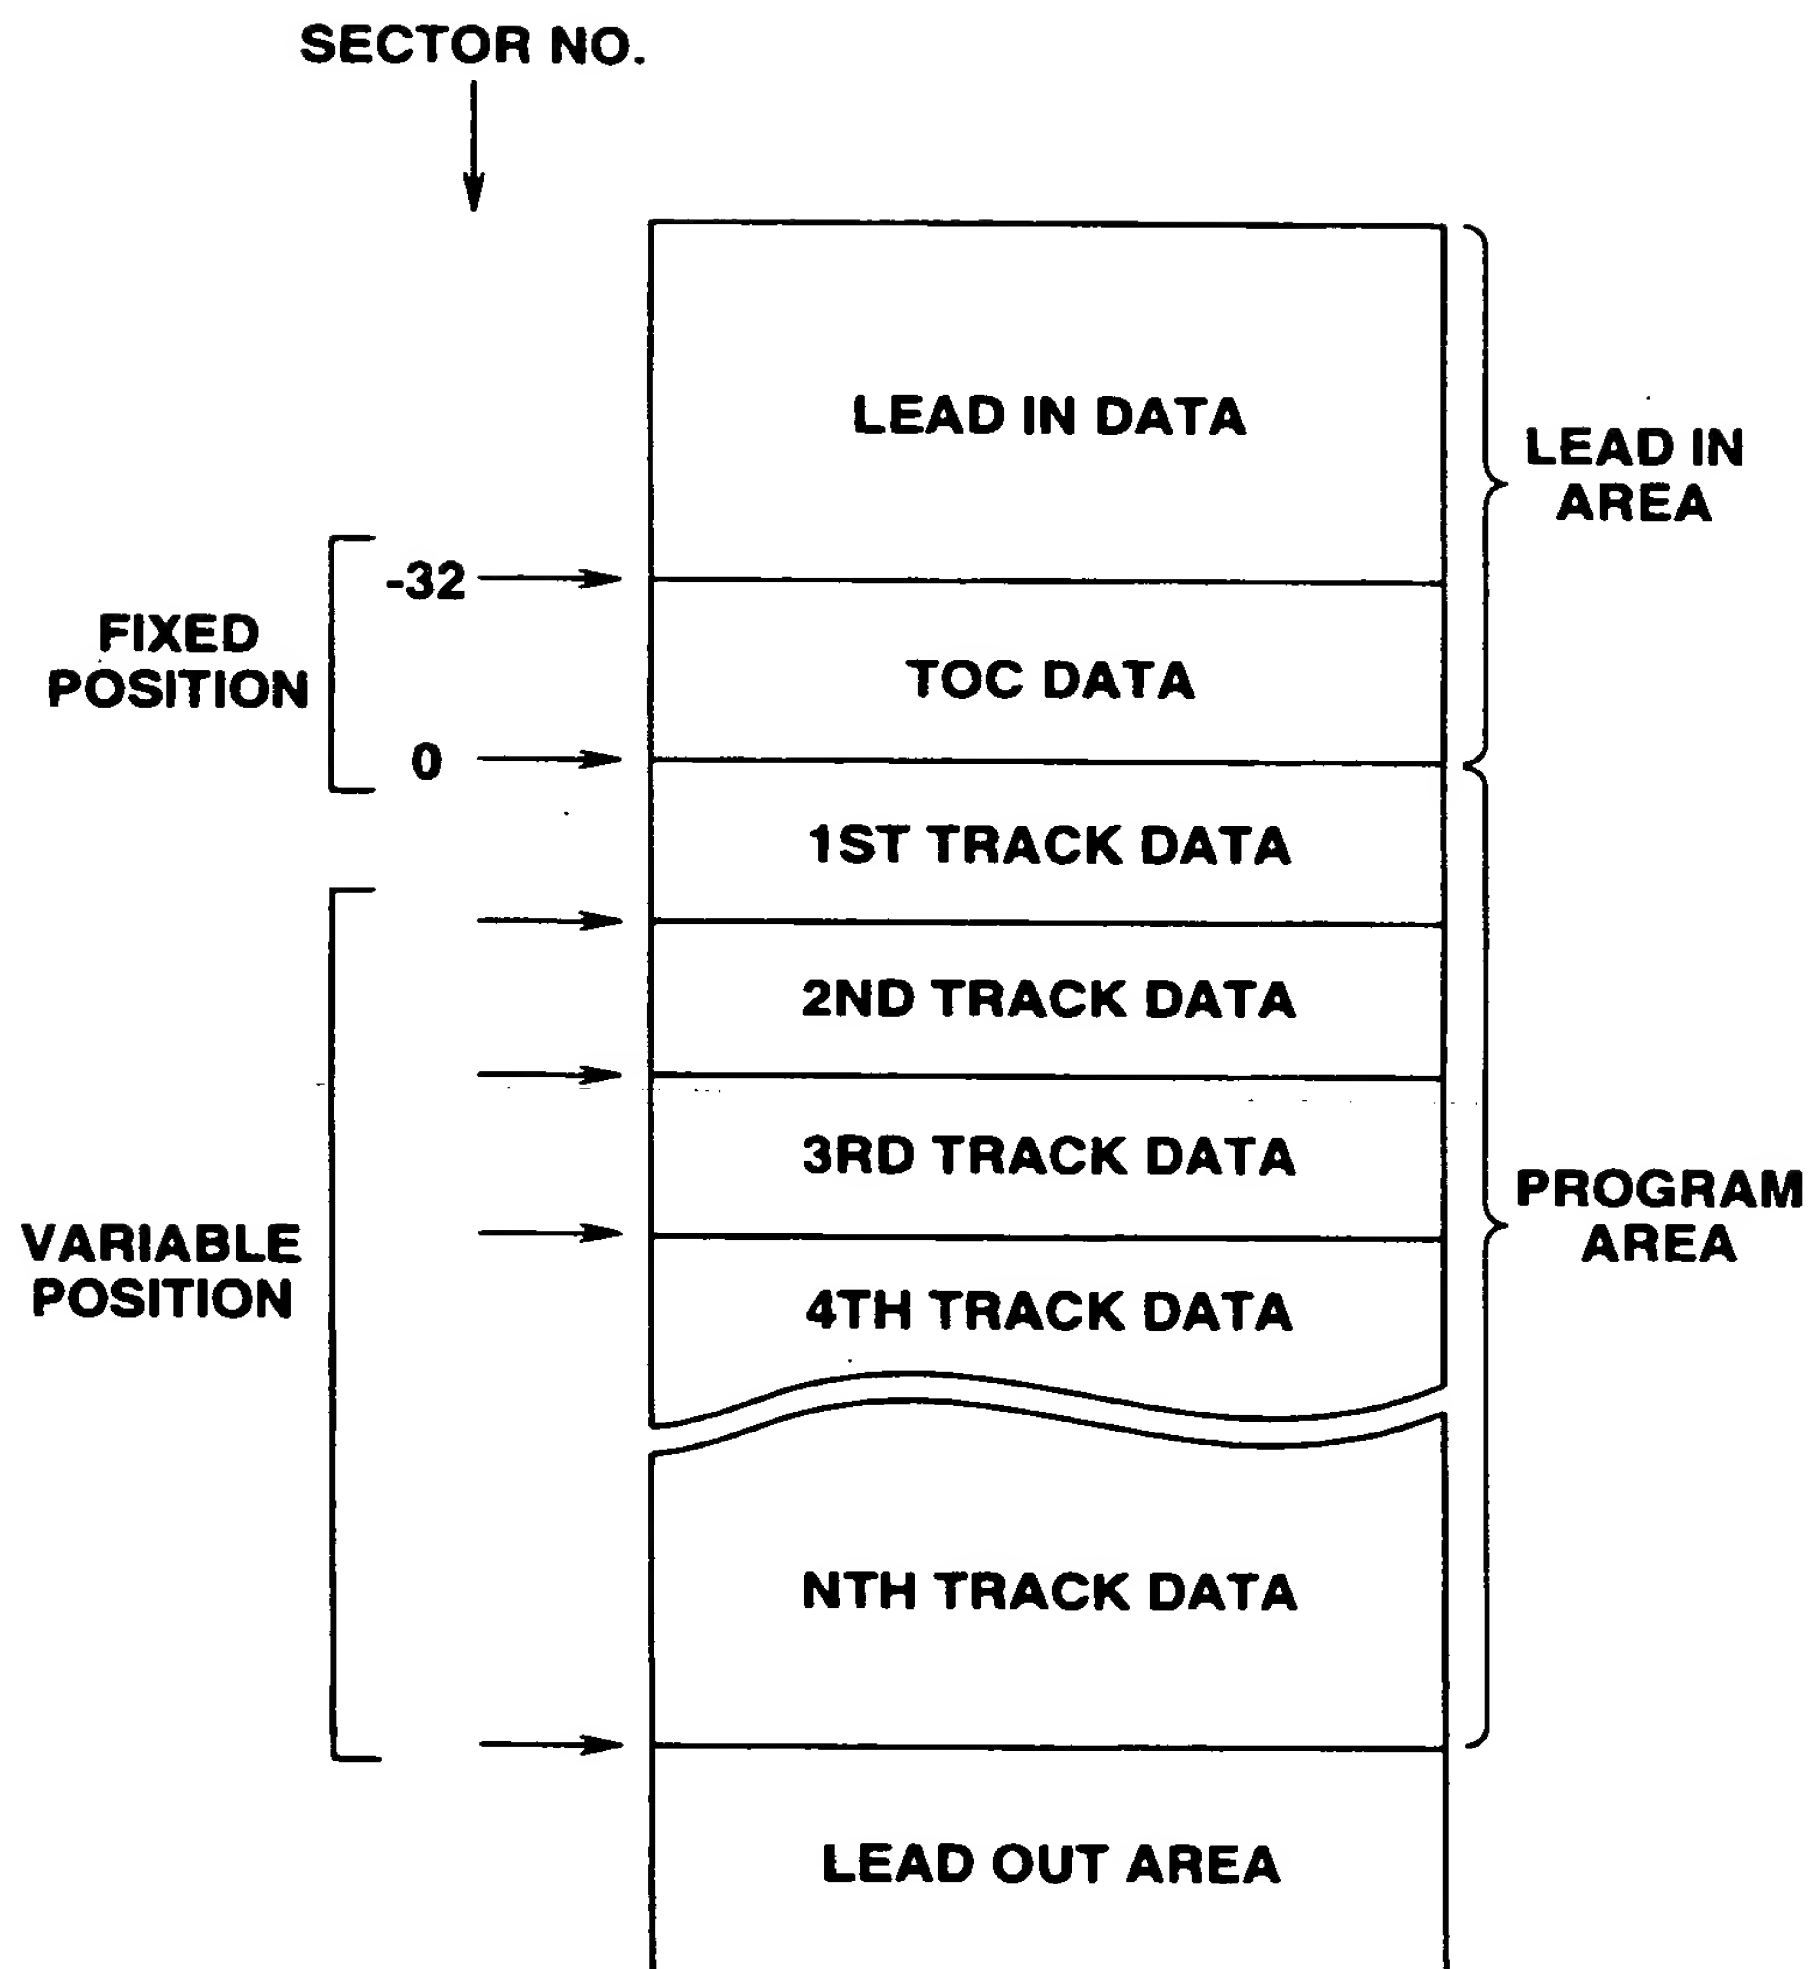 SECTOR NO.
LEAD IN DATA
LEAD IN
AREA
-32
FIXED
POSITION
TOC DATA
0
1ST TRACK DATA
2ND TRACK DATA
3RD TRACK DATA
PROGRAM
AREA
VARIABLE
POSITION
4TH TRACK DATA
NTH TRACK DATA
LEAD OUT AREA